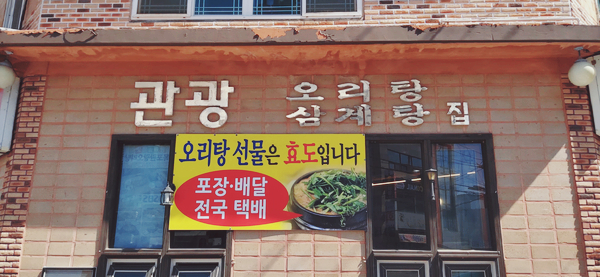 관광 오리탕
삼계탕 집
오리탕 선물은 효도입니다
포장·배달
전국 택배